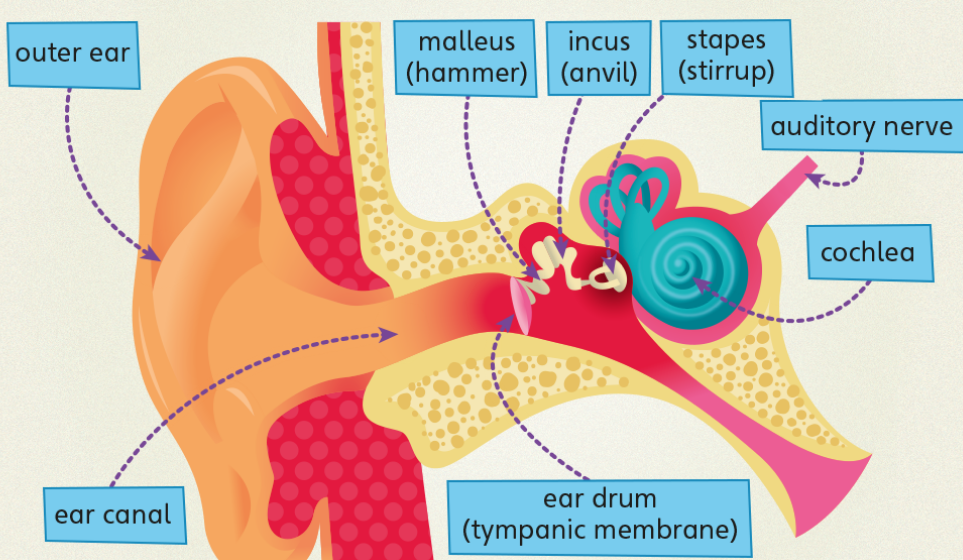 outer ear
malleus
(hammer)
incus
(anvil)
stapes
(stirrup)
auditory nerve
cochlea
ear canal
ear drum
(tympanic membrane)